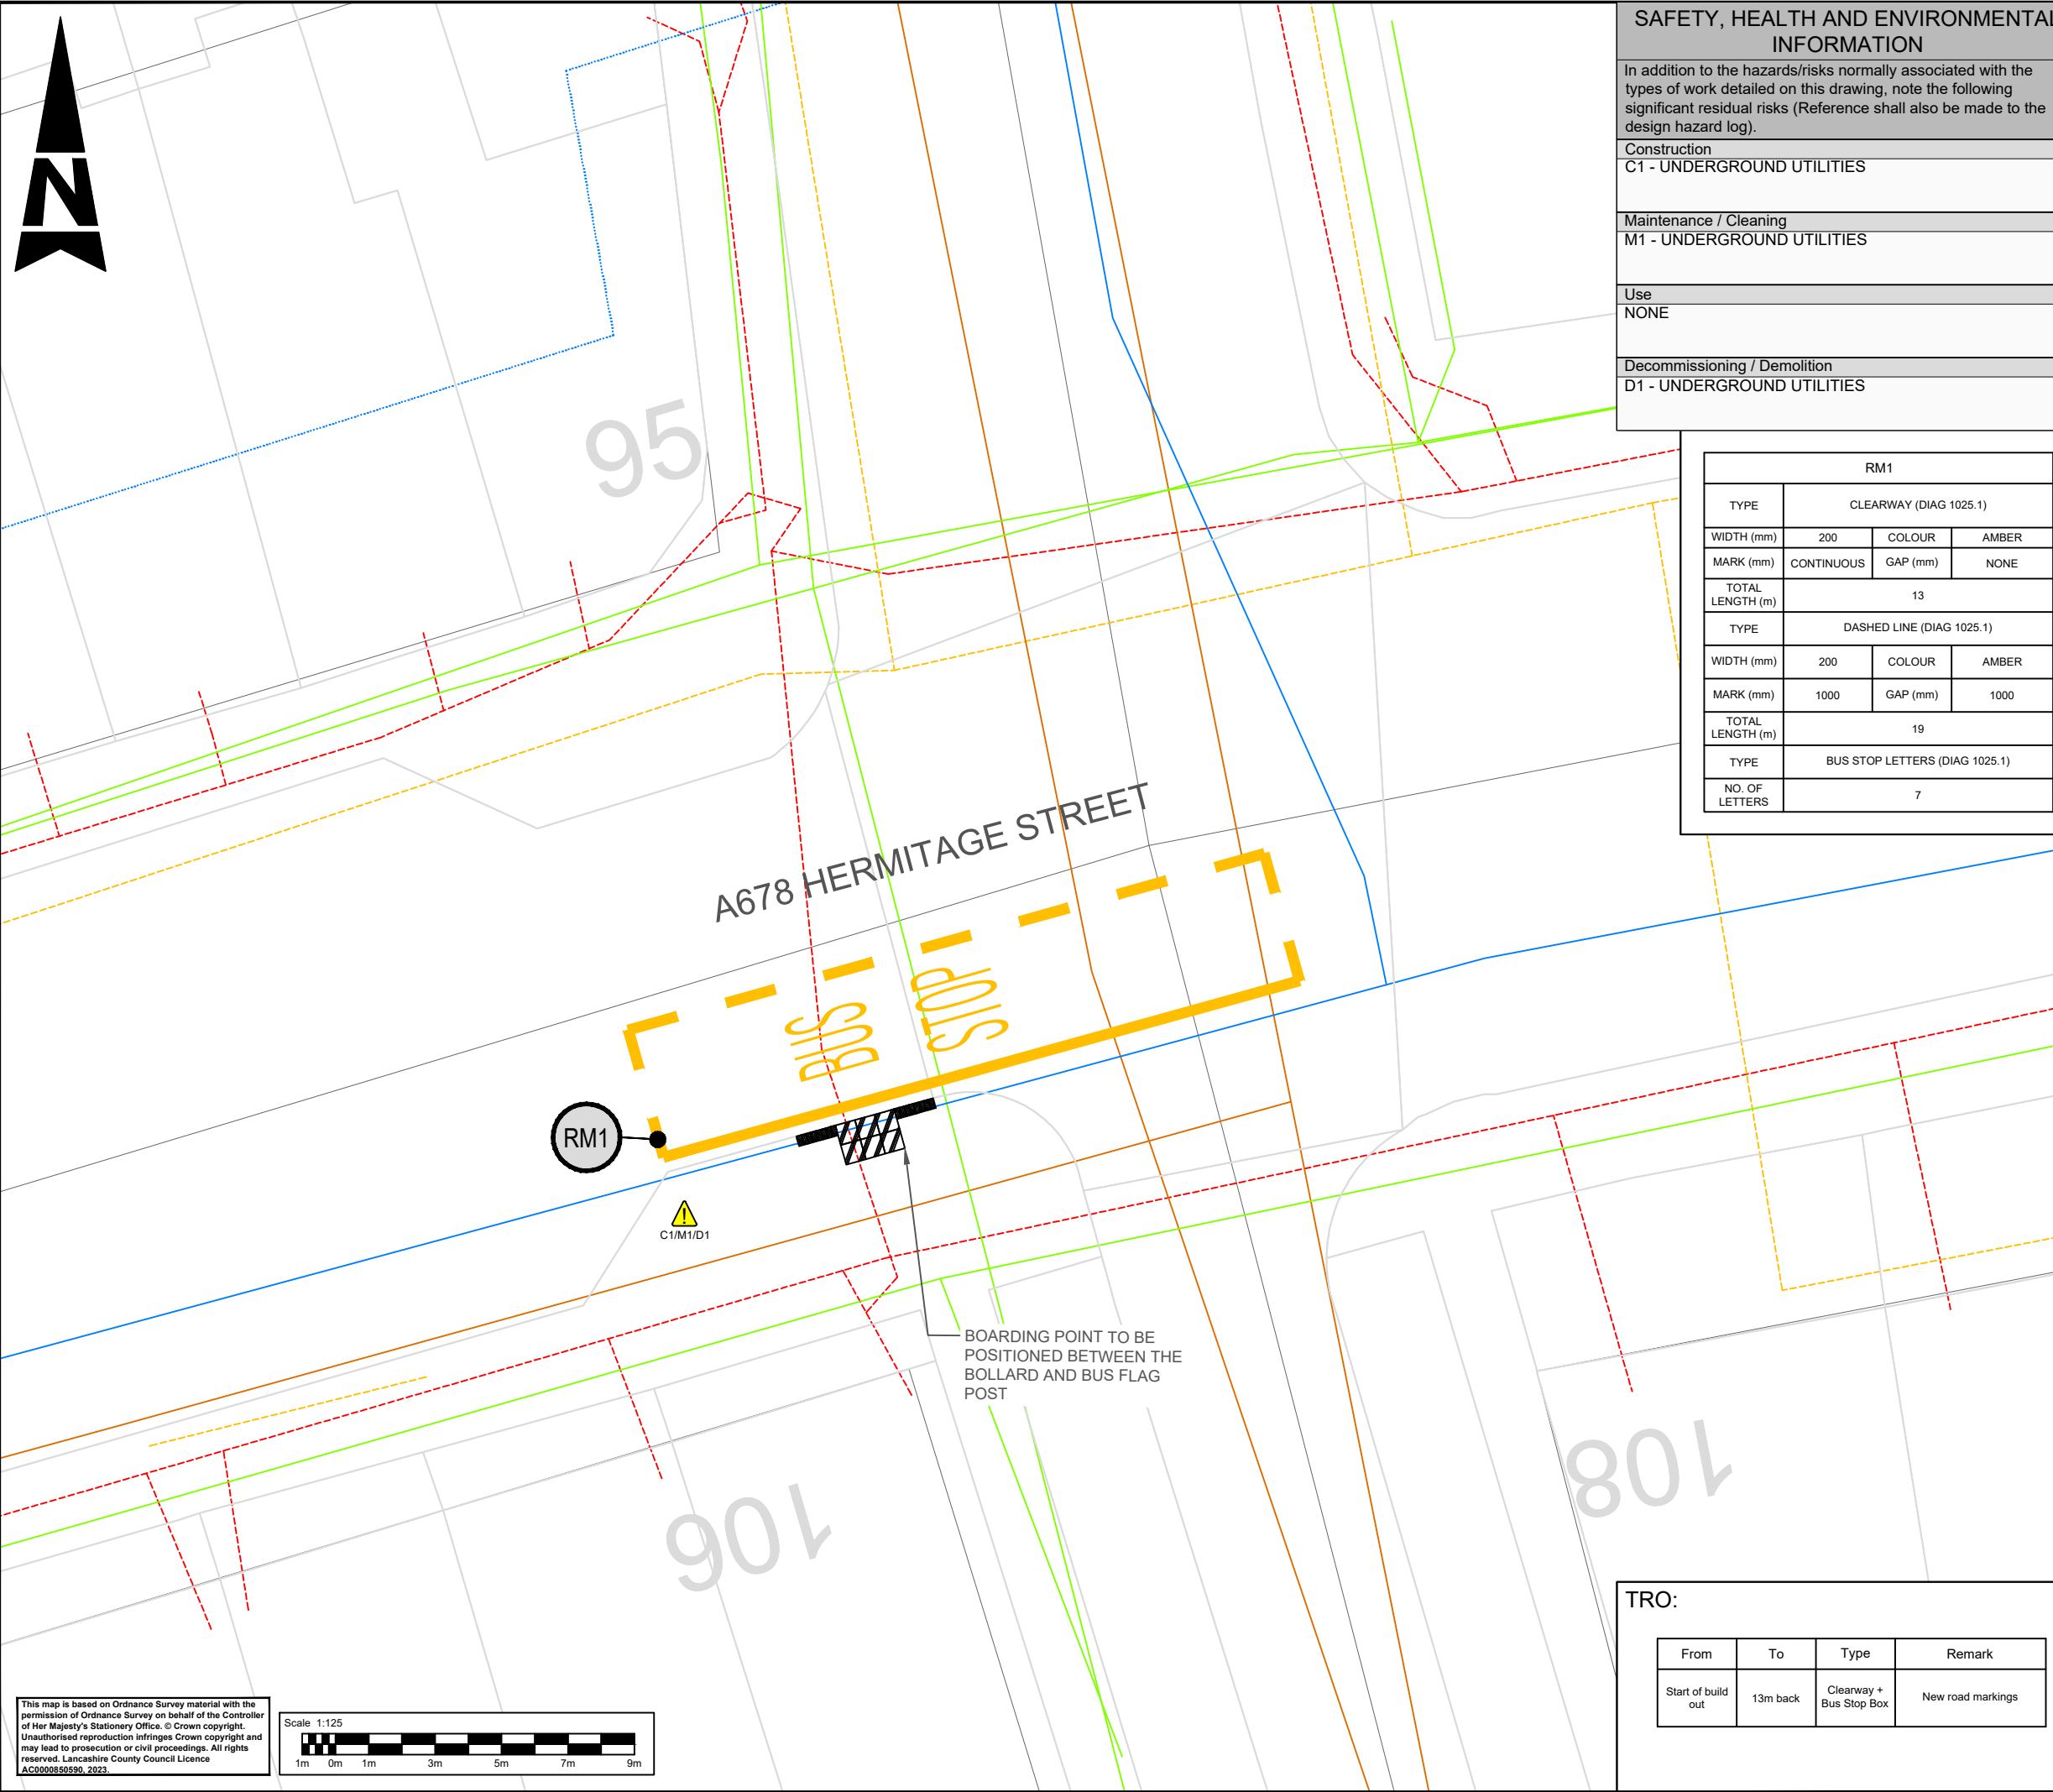 N
SAFETY, HEALTH AND ENVIRONMENTAL
INFORMATION
In addition to the hazards/risks normally associated with the
types of work detailed on this drawing, note the following
significant residual risks (Reference shall also be made to the
design hazard log).
Construction
C1 - UNDERGROUND UTILITIES
Maintenance / Cleaning
M1 - UNDERGROUND UTILITIES
Use
NONE
Decommissioning / Demolition
D1 - UNDERGROUND UTILITIES
RM1
TYPE CLEARWAY (DIAG 1025.1)
WIDTH (mm) 200 COLOUR AMBER
MARK (mm) CONTINUOUS GAP (mm) NONE
TOTAL
LENGTH (m) 13
TYPE DASHED LINE (DIAG 1025.1)
WIDTH (mm) 200 COLOUR AMBER
MARK (mm) 1000 GAP (mm) 1000
TOTAL
LENGTH (m) 19
TYPE BUS STOP LETTERS (DIAG 1025.1)
NO. OF
LETTERS 7
95
A678 HERMITAGE STREET
BUS
STOP
RM1
!
C1/M1/D1
BOARDING POINT TO BE
POSITIONED BETWEEN THE
BOLLARD AND BUS FLAG
POST
106
108
TRO:
From To Type Remark
Start of build
out 13m back Clearway +
Bus Stop Box New road markings
This map is based on Ordnance Survey material with the
permission of Ordnance Survey on behalf of the Controller
of Her Majesty's Stationery Office. © Crown copyright.
Unauthorised reproduction infringes Crown copyright and
may lead to prosecution or civil proceedings. All rights
reserved. Lancashire County Council Licence
AC0000850590, 2023.
Scale 1:125
1m 0m 1m 3m 5m 7m 9m